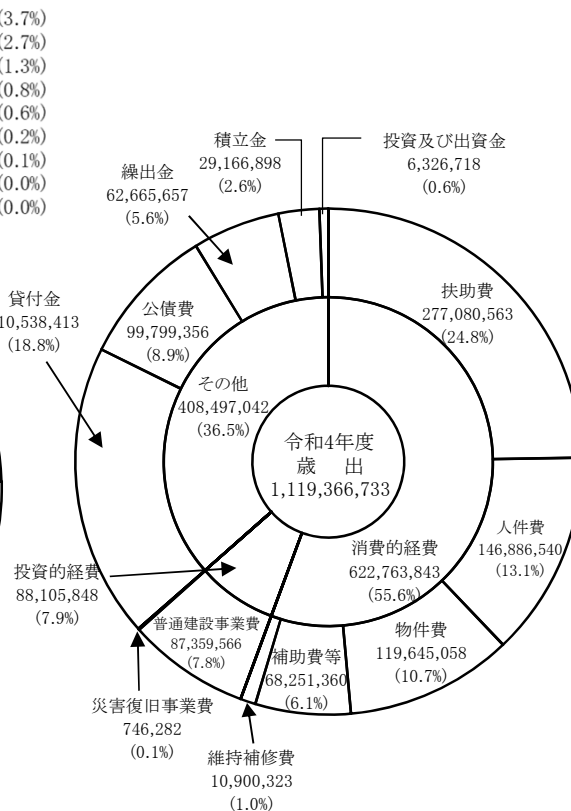 (3.7%)
(2.7%)
(1.3%)
(0.8%)
(0.6%)
(0.2%)
(0.1%)
(0.0%)
(0.0%)
積立金
29,166,898
(2.6%)
投資及び出資金
6,326,718
(0.6%)
繰出金
62,665,657
(5.6%)
貸付金
10,538,413
(18.8%)
公債費
99,799,356
(8.9%)
扶助費
277,080,563
(24.8%)
その他
408,497,042
(36.5%)
令和4年度
歳 出
1,119,366,733
人件費
146,886,540
(13.1%)
消費的経費
622,763,843
(55.6%)
投資的経費
88,105,848
(7.9%)
普通建設事業費
87,359,566
(7.8%)
補助費等
68,251,360
(6.1%)
物件費
119,645,058
(10.7%)
災害復旧事業費
746,282
(0.1%)
維持補修費
10,900,323
(1.0%)